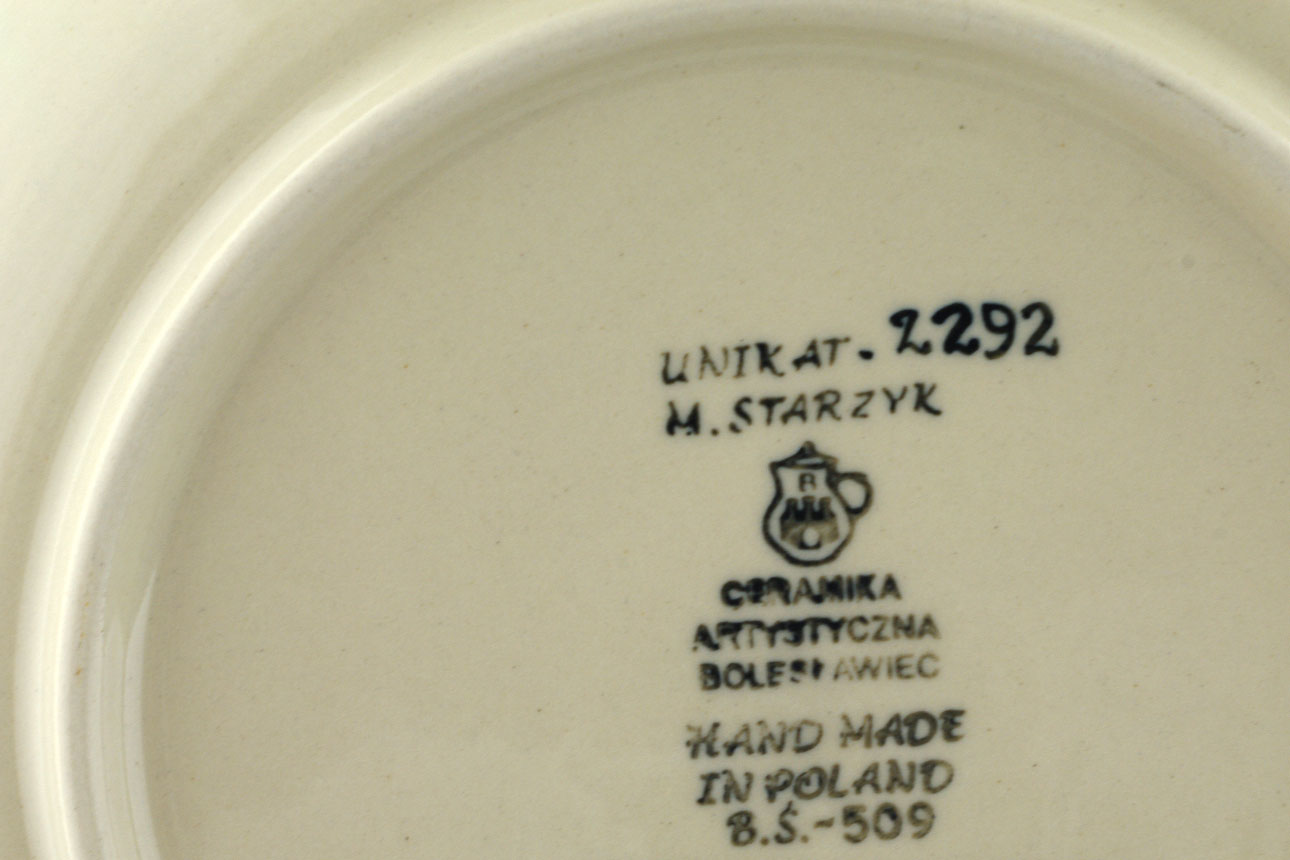 UNIKAT. 2292
M. STARZYK
B
CERAMIKA
ARTYSTYCZNA
BOLESŁAWIEC
HAND MADE
IN POLAND
B.Ś.-509